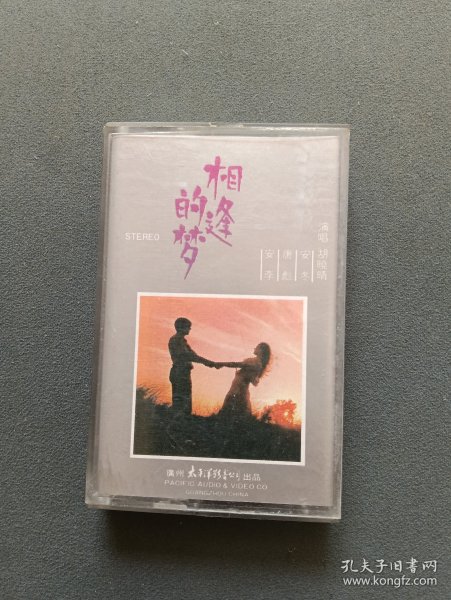 相逢
的梦
STEREO
演唱 胡晓晴
安冬
唐彪
安李
廣州太平洋影音公司出品
PACIFIC AUDIO & VIDEO CO
GUANGZHOU CHINA
孔夫子旧书网
www.kongfz.com